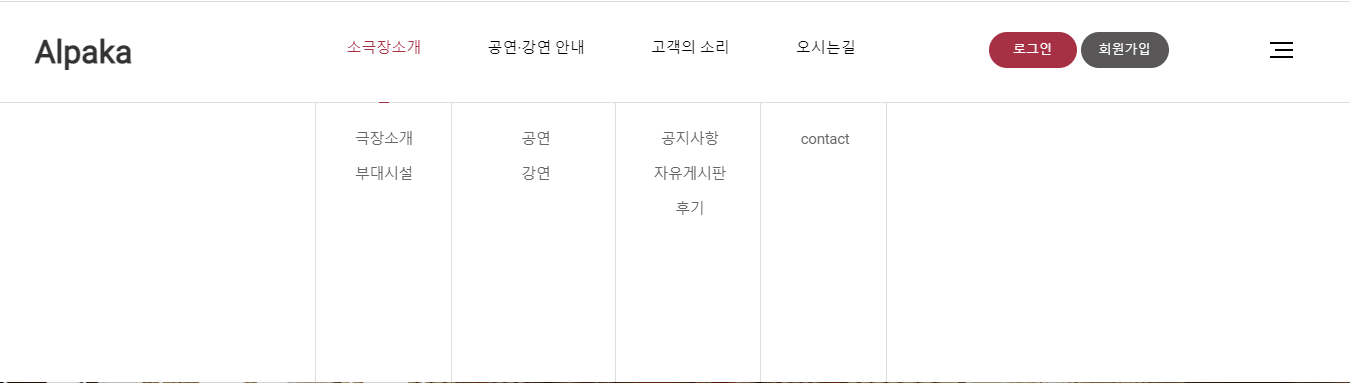 Alpaka
소극장소개
공연·강연 안내
고객의 소리
오시는길
로그인
회원가입
극장소개
부대시설
공연
강연
공지사항
자유게시판
후기
contact